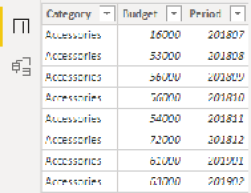 Category Budget Period
Accessories 16000 201807
Accessories 53000 201808
Accessories 56000 201809
Accessories 56000 201810
Accessories 54000 201811
Accessories 72000 201812
Accessories 61000 201901
Accessories 63000 201902